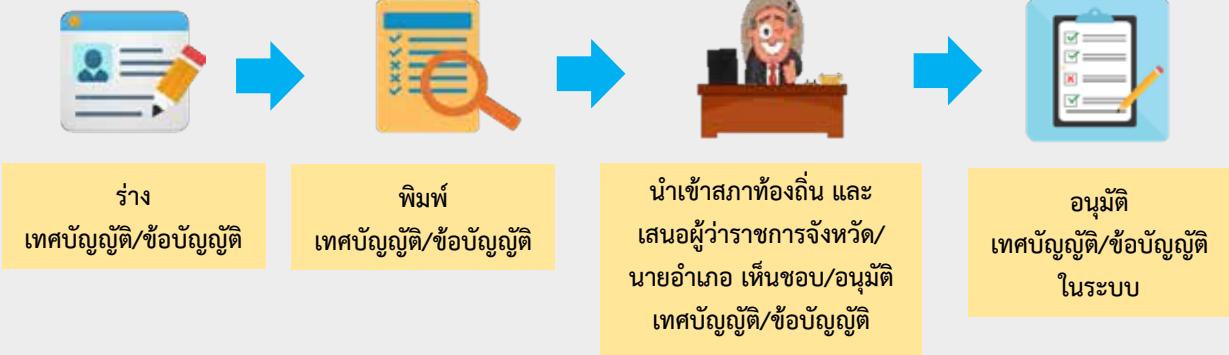 ร่าง
เทศบัญญัติ/ข้อบัญญัติ
พิมพ์
เทศบัญญัติ/ข้อบัญญัติ
นำเข้าสภาท้องถิ่น และ
เสนอผู้ว่าราชการจังหวัด/
นายอำเภอ เห็นชอบ/อนุมัติ
เทศบัญญัติ/ข้อบัญญัติ
อนุมัติ
เทศบัญญัติ/ข้อบัญญัติ
ในระบบ